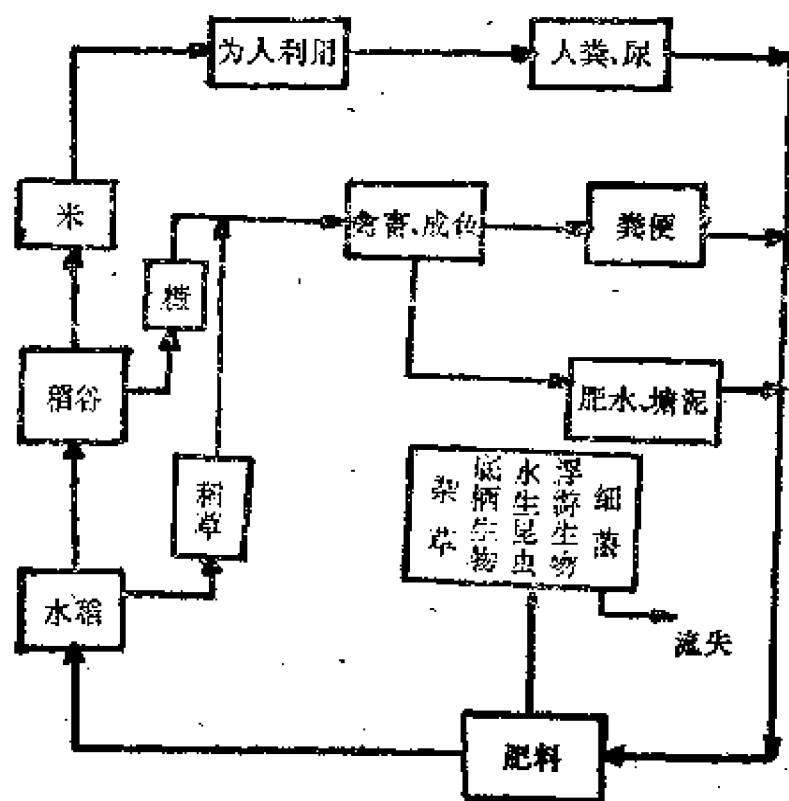 为人利用
人粪、尿
米
禽畜、成鱼
粪便
糠
稻谷
肥水、塘泥
稻草
杂草
底栖生物
水生昆虫
浮游生物
细菌
水稻
流失
肥料